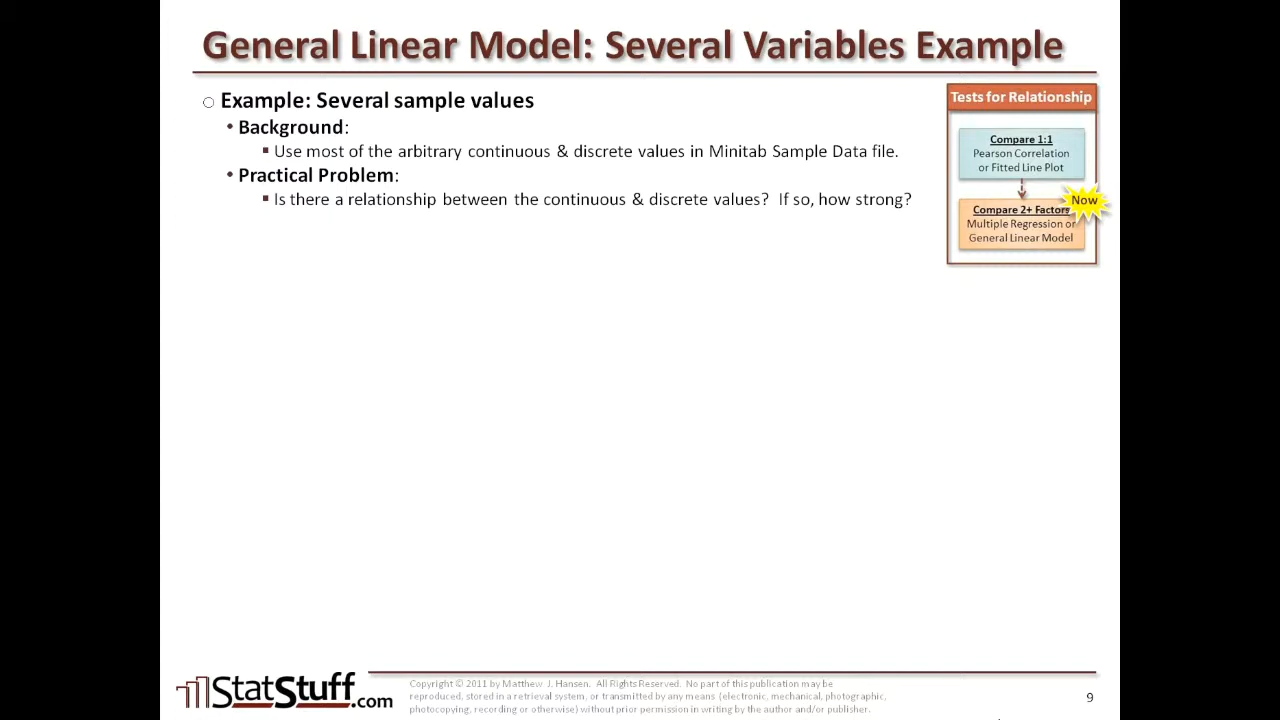 General Linear Model: Several Variables Example
○ Example: Several sample values
• Background:
▪ Use most of the arbitrary continuous & discrete values in Minitab Sample Data file.
• Practical Problem:
▪ Is there a relationship between the continuous & discrete values? If so, how strong?
Tests for Relationship
Compare 1:1
Pearson Correlation
or Fitted Line Plot
Now
Compare 2+ Factors
Multiple Regression or
General Linear Model
StatStuff.com
Copyright © 2011 by Matthew J. Hansen. All Rights Reserved. No part of this publication may be
reproduced, stored in a retrieval system, or transmitted by any means (electronic, mechanical, photographic,
photocopying, recording or otherwise) without prior permission in writing by the author and/or publisher.
9